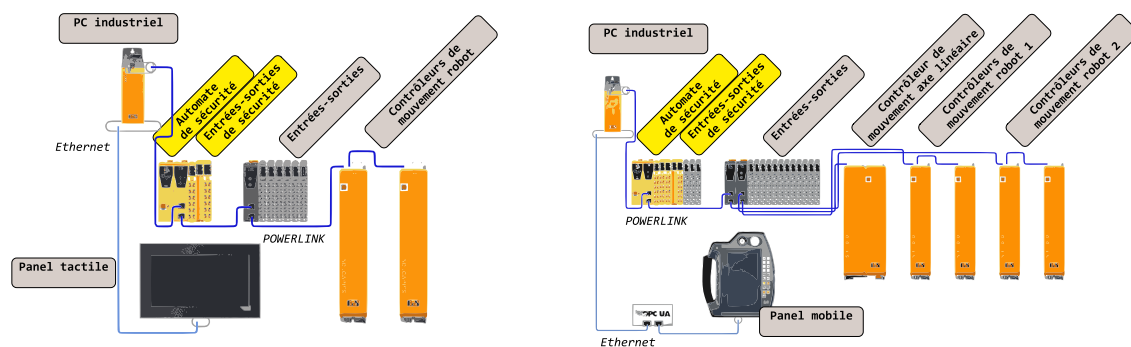 PC industriel
Automate
de sécurité
Entrées-sorties
de sécurité
Entrées-sorties
Contrôleurs de
mouvement robot
Ethernet
POWERLINK
Panel tactile
PC industriel
Automate
de sécurité
Entrées-sorties
de sécurité
Entrées-sorties
Contrôleur de
mouvement axe linéaire
Contrôleurs de
mouvement robot 1
Contrôleurs de
mouvement robot 2
POWERLINK
OPC UA
Panel mobile
Ethernet